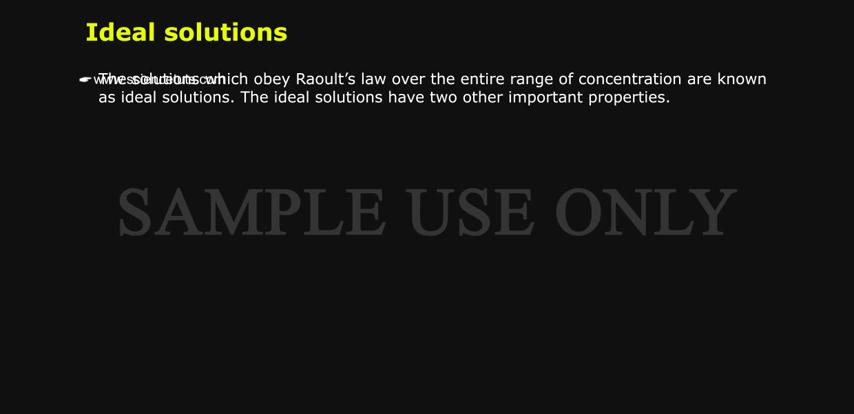 Ideal solutions
The solutions which obey Raoult’s law over the entire range of concentration are known
as ideal solutions. The ideal solutions have two other important properties.
SAMPLE USE ONLY